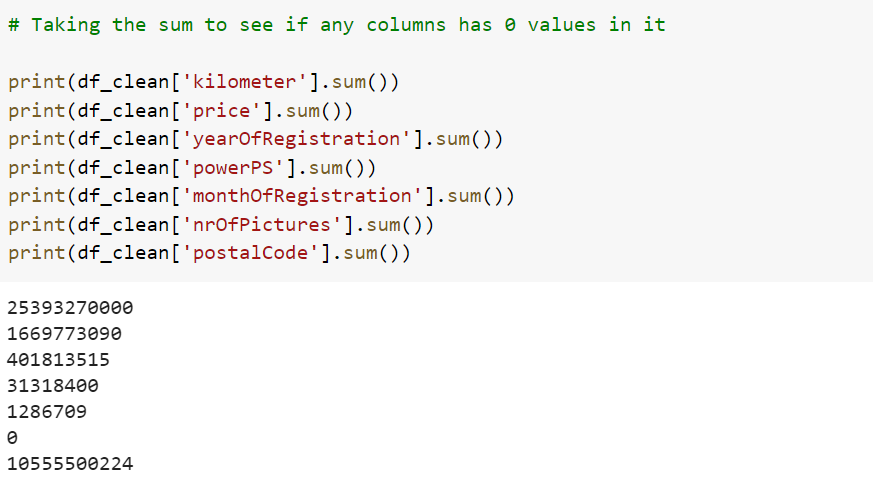 # Taking the sum to see if any columns has 0 values in it
print(df_clean['kilometer'].sum())
print(df_clean['price'].sum())
print(df_clean['yearOfRegistration'].sum())
print(df_clean['powerPS'].sum())
print(df_clean['monthOfRegistration'].sum())
print(df_clean['nrOfPictures'].sum())
print(df_clean['postalCode'].sum())
25393270000
1669773090
401813515
31318400
1286709
0
10555500224